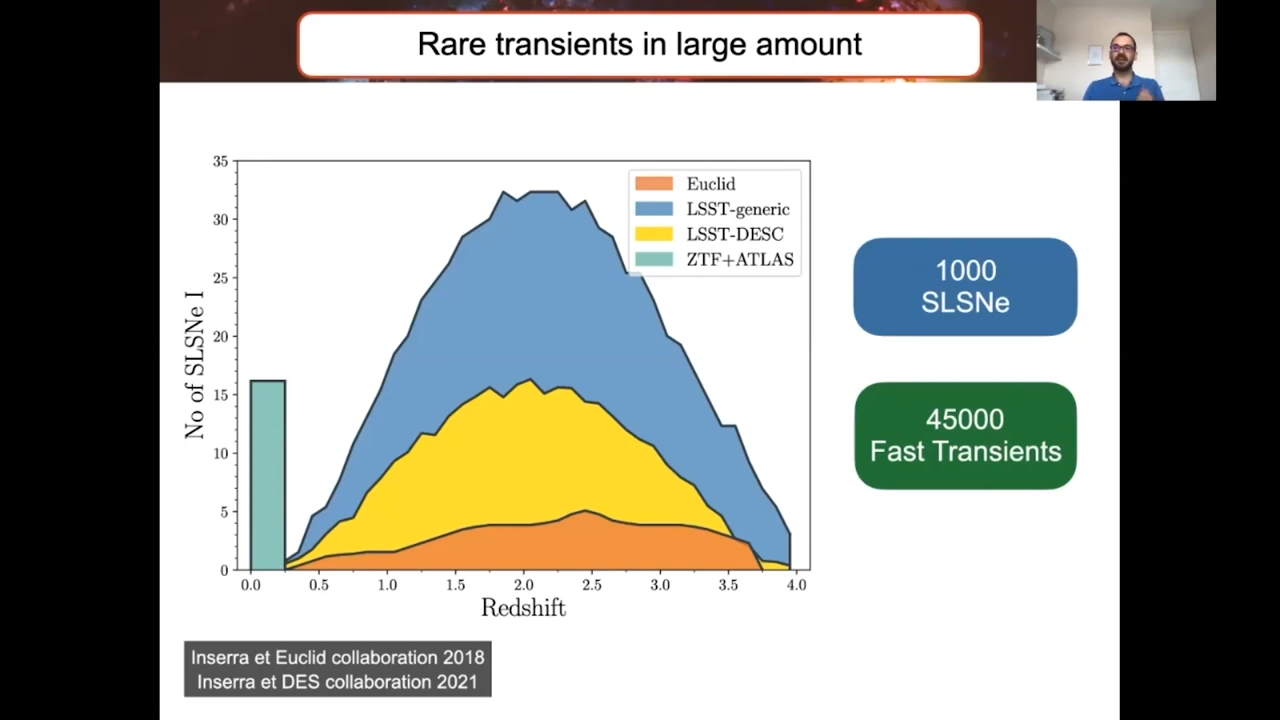 Rare transients in large amount
35
30
25
20
15
10
5
0
No of SLSNe I
Euclid
LSST-generic
LSST-DESC
ZTF+ATLAS
0.0 0.5 1.0 1.5 2.0 2.5 3.0 3.5 4.0
Redshift
1000
SLSNe
45000
Fast Transients
Inserra et Euclid collaboration 2018
Inserra et DES collaboration 2021